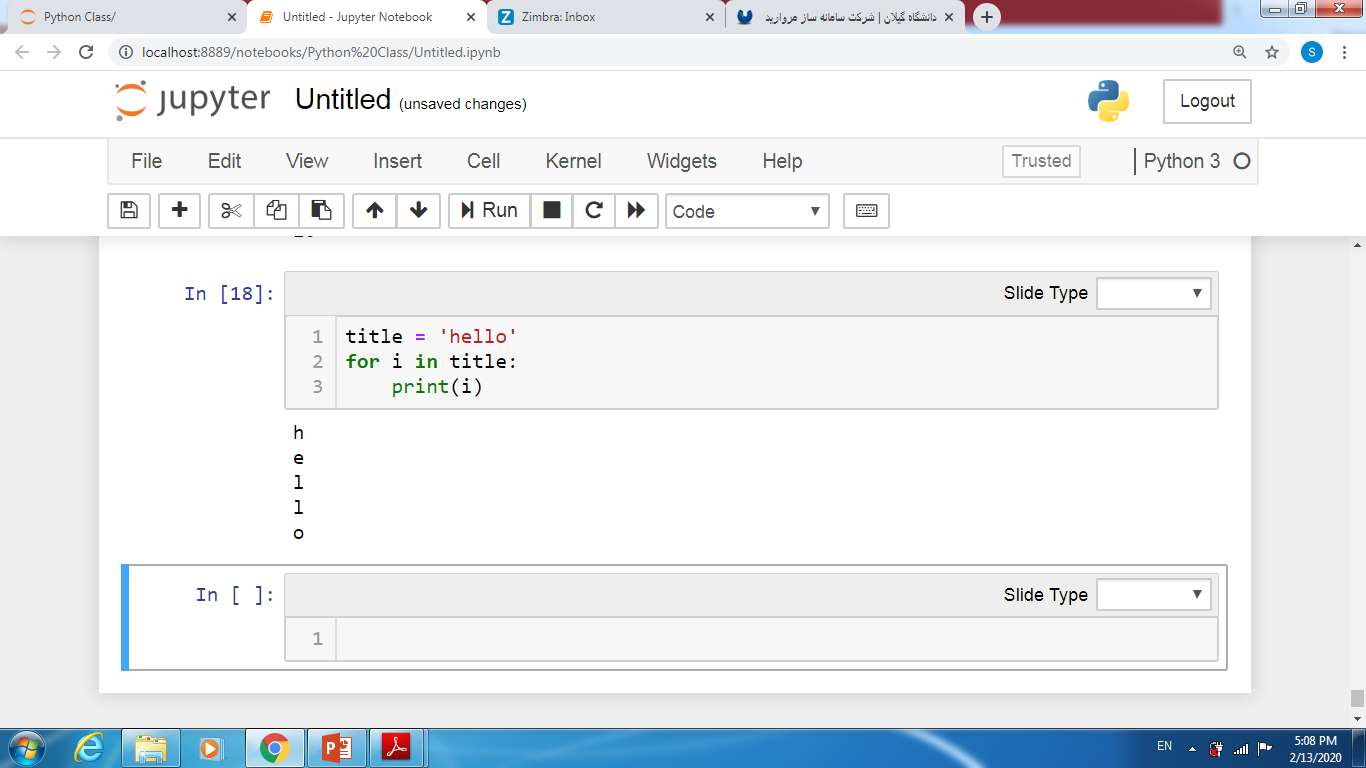 Python Class/
Untitled - Jupyter Notebook
Zimbra: Inbox
دانشگاه گیلان | شرکت سامانه ساز مروارید
localhost:8889/notebooks/Python%20Class/Untitled.ipynb
S
jupyter Untitled (unsaved changes)
Logout
File Edit View Insert Cell Kernel Widgets Help
Trusted
Python 3
Run
Code
In [18]:
Slide Type
1 title = 'hello'
2 for i in title:
3     print(i)
h
e
l
l
o
In [ ]:
Slide Type
1
EN
5:08 PM
2/13/2020